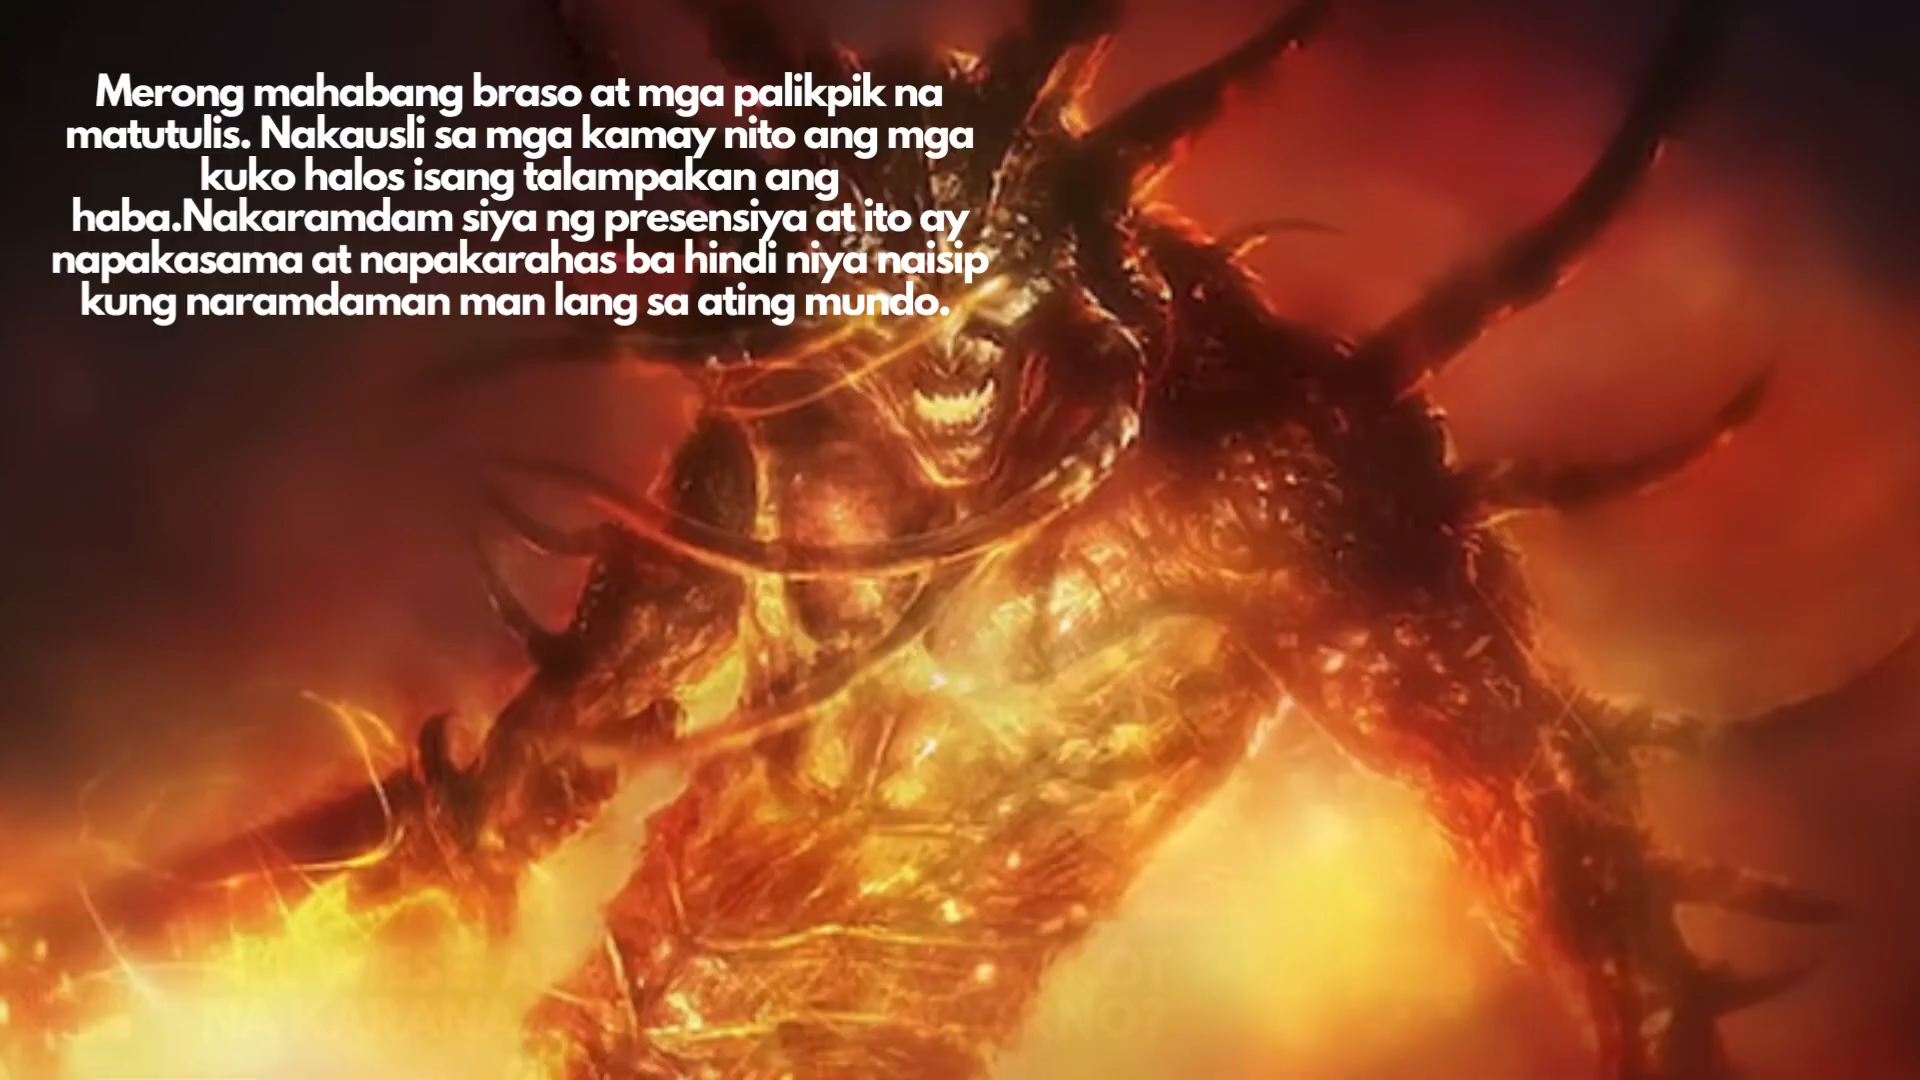 Merong mahabang braso at mga palikpik na
matutulis. Nakausli sa mga kamay nito ang mga
kuko halos isang talampakan ang
haba.Nakaramdam siya ng presensiya at ito ay
napakasama at napakarahas ba hindi niya naisip
kung naramdaman man lang sa ating mundo.